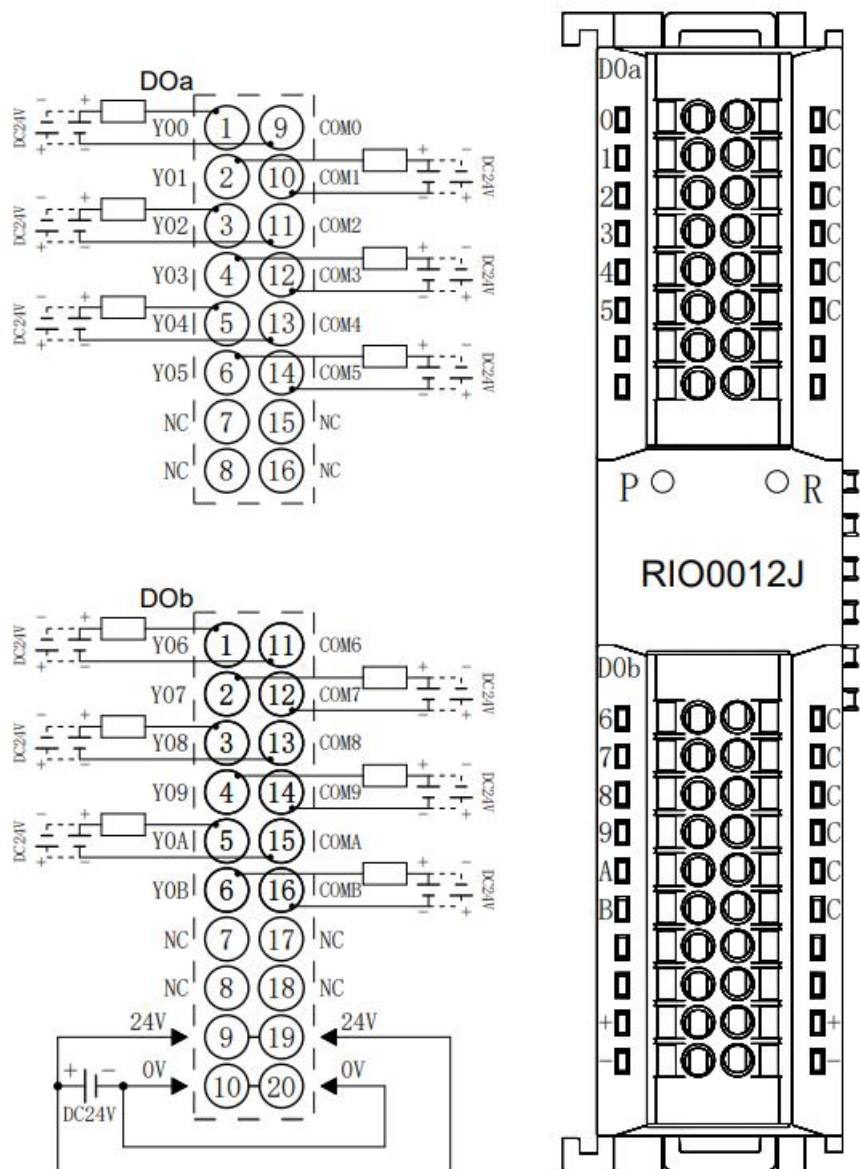 DOa
DC24V - + Y00 1 9 COM0
+ -
Y01 2 10 COM1 + - DC24V
- +
DC24V - + Y02 3 11 COM2
+ -
Y03 4 12 COM3 + - DC24V
- +
DC24V - + Y04 5 13 COM4
+ -
Y05 6 14 COM5 + - DC24V
- +
NC 7 15 NC
NC 8 16 NC
DOb
DC24V - + Y06 1 11 COM6
+ -
Y07 2 12 COM7 + - DC24V
- +
DC24V - + Y08 3 13 COM8
+ -
Y09 4 14 COM9 + - DC24V
- +
DC24V - + Y0A 5 15 COMA
+ -
Y0B 6 16 COMB + - DC24V
- +
NC 7 17 NC
NC 8 18 NC
24V 9 19 24V
+ - 0V 10 20 0V
DC24V
DOa
0 C
1 C
2 C
3 C
4 C
5 C
P R
RIO0012J
DOb
6 C
7 C
8 C
9 C
A C
B C
+ +
- -